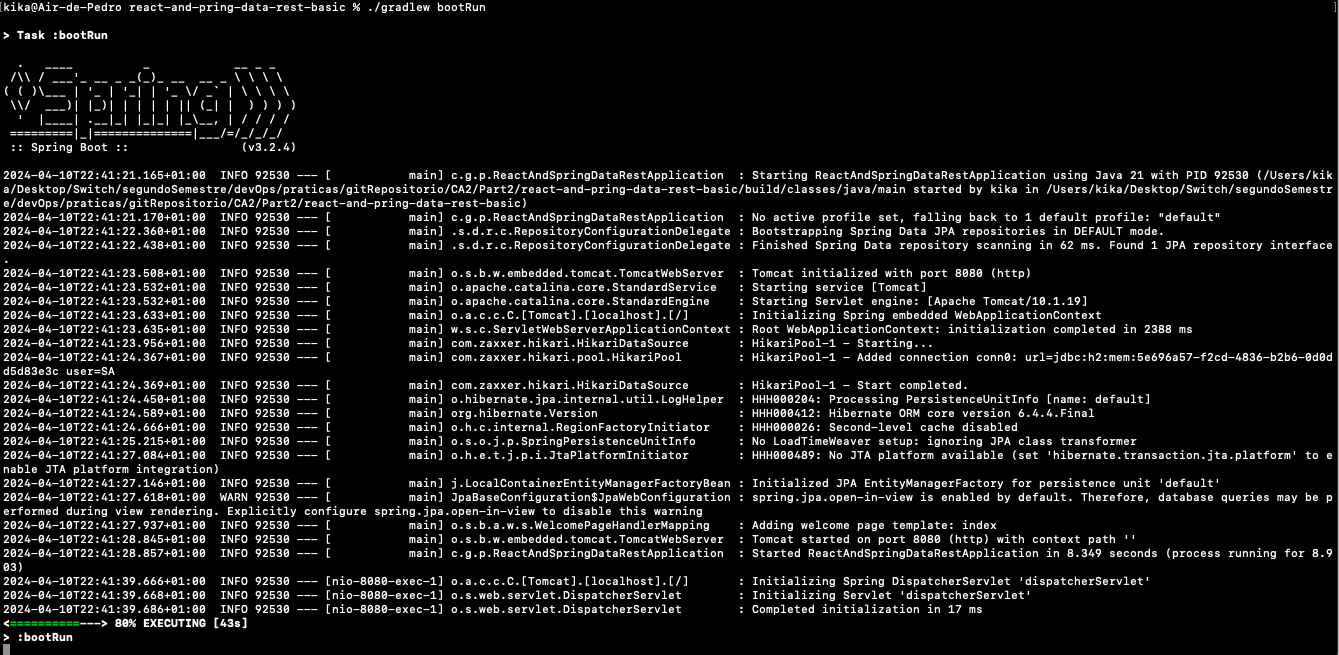 [kika@Air-de-Pedro react-and-pring-data-rest-basic % ./gradlew bootRun ]
> Task :bootRun
  .   ____          _            __ _ _
 /\\ / ___'_ __ _ _(_)_ __  __ _ \ \ \ \
( ( )\___ | '_ | '_| | '_ \/ _` | \ \ \ \
 \\/  ___)| |_)| | | | | || (_| |  ) ) ) )
  '  |____| .__|_| |_|_| |_\__, | / / / /
 =========|_|==============|___/=/_/_/_/
 :: Spring Boot ::                (v3.2.4)
2024-04-10T22:41:21.165+01:00  INFO 92530 --- [           main] c.g.p.ReactAndSpringDataRestApplication  : Starting ReactAndSpringDataRestApplication using Java 21 with PID 92530 (/Users/kik
a/Desktop/Switch/segundoSemestre/devOps/praticas/gitRepositorio/CA2/Part2/react-and-pring-data-rest-basic/build/classes/java/main started by kika in /Users/kika/Desktop/Switch/segundoSemestr
e/devOps/praticas/gitRepositorio/CA2/Part2/react-and-pring-data-rest-basic)
2024-04-10T22:41:21.170+01:00  INFO 92530 --- [           main] c.g.p.ReactAndSpringDataRestApplication  : No active profile set, falling back to 1 default profile: "default"
2024-04-10T22:41:22.360+01:00  INFO 92530 --- [           main] .s.d.r.c.RepositoryConfigurationDelegate : Bootstrapping Spring Data JPA repositories in DEFAULT mode.
2024-04-10T22:41:22.438+01:00  INFO 92530 --- [           main] .s.d.r.c.RepositoryConfigurationDelegate : Finished Spring Data repository scanning in 62 ms. Found 1 JPA repository interface
.
2024-04-10T22:41:23.508+01:00  INFO 92530 --- [           main] o.s.b.w.embedded.tomcat.TomcatWebServer  : Tomcat initialized with port 8080 (http)
2024-04-10T22:41:23.532+01:00  INFO 92530 --- [           main] o.apache.catalina.core.StandardService   : Starting service [Tomcat]
2024-04-10T22:41:23.532+01:00  INFO 92530 --- [           main] o.apache.catalina.core.StandardEngine    : Starting Servlet engine: [Apache Tomcat/10.1.19]
2024-04-10T22:41:23.633+01:00  INFO 92530 --- [           main] o.a.c.c.C.[Tomcat].[localhost].[/]       : Initializing Spring embedded WebApplicationContext
2024-04-10T22:41:23.635+01:00  INFO 92530 --- [           main] w.s.c.ServletWebServerApplicationContext : Root WebApplicationContext: initialization completed in 2388 ms
2024-04-10T22:41:23.956+01:00  INFO 92530 --- [           main] com.zaxxer.hikari.HikariDataSource       : HikariPool-1 - Starting...
2024-04-10T22:41:24.367+01:00  INFO 92530 --- [           main] com.zaxxer.hikari.pool.HikariPool        : HikariPool-1 - Added connection conn0: url=jdbc:h2:mem:5e696a57-f2cd-4836-b2b6-0d0d
d5d83e3c user=SA
2024-04-10T22:41:24.369+01:00  INFO 92530 --- [           main] com.zaxxer.hikari.HikariDataSource       : HikariPool-1 - Start completed.
2024-04-10T22:41:24.450+01:00  INFO 92530 --- [           main] o.hibernate.jpa.internal.util.LogHelper  : HHH000204: Processing PersistenceUnitInfo [name: default]
2024-04-10T22:41:24.589+01:00  INFO 92530 --- [           main] org.hibernate.Version                    : HHH000412: Hibernate ORM core version 6.4.4.Final
2024-04-10T22:41:24.666+01:00  INFO 92530 --- [           main] o.h.c.internal.RegionFactoryInitiator    : HHH000026: Second-level cache disabled
2024-04-10T22:41:25.215+01:00  INFO 92530 --- [           main] o.s.o.j.p.SpringPersistenceUnitInfo      : No LoadTimeWeaver setup: ignoring JPA class transformer
2024-04-10T22:41:27.084+01:00  INFO 92530 --- [           main] o.h.e.t.j.p.i.JtaPlatformInitiator       : HHH000489: No JTA platform available (set 'hibernate.transaction.jta.platform' to e
nable JTA platform integration)
2024-04-10T22:41:27.146+01:00  INFO 92530 --- [           main] j.LocalContainerEntityManagerFactoryBean : Initialized JPA EntityManagerFactory for persistence unit 'default'
2024-04-10T22:41:27.618+01:00  WARN 92530 --- [           main] JpaBaseConfiguration$JpaWebConfiguration : spring.jpa.open-in-view is enabled by default. Therefore, database queries may be p
erformed during view rendering. Explicitly configure spring.jpa.open-in-view to disable this warning
2024-04-10T22:41:27.937+01:00  INFO 92530 --- [           main] o.s.b.a.w.s.WelcomePageHandlerMapping    : Adding welcome page template: index
2024-04-10T22:41:28.845+01:00  INFO 92530 --- [           main] o.s.b.w.embedded.tomcat.TomcatWebServer  : Tomcat started on port 8080 (http) with context path ''
2024-04-10T22:41:28.857+01:00  INFO 92530 --- [           main] c.g.p.ReactAndSpringDataRestApplication  : Started ReactAndSpringDataRestApplication in 8.349 seconds (process running for 8.9
03)
2024-04-10T22:41:39.666+01:00  INFO 92530 --- [nio-8080-exec-1] o.a.c.c.C.[Tomcat].[localhost].[/]       : Initializing Spring DispatcherServlet 'dispatcherServlet'
2024-04-10T22:41:39.668+01:00  INFO 92530 --- [nio-8080-exec-1] o.s.web.servlet.DispatcherServlet        : Initializing Servlet 'dispatcherServlet'
2024-04-10T22:41:39.686+01:00  INFO 92530 --- [nio-8080-exec-1] o.s.web.servlet.DispatcherServlet        : Completed initialization in 17 ms
<==========---> 80% EXECUTING [43s]
> :bootRun